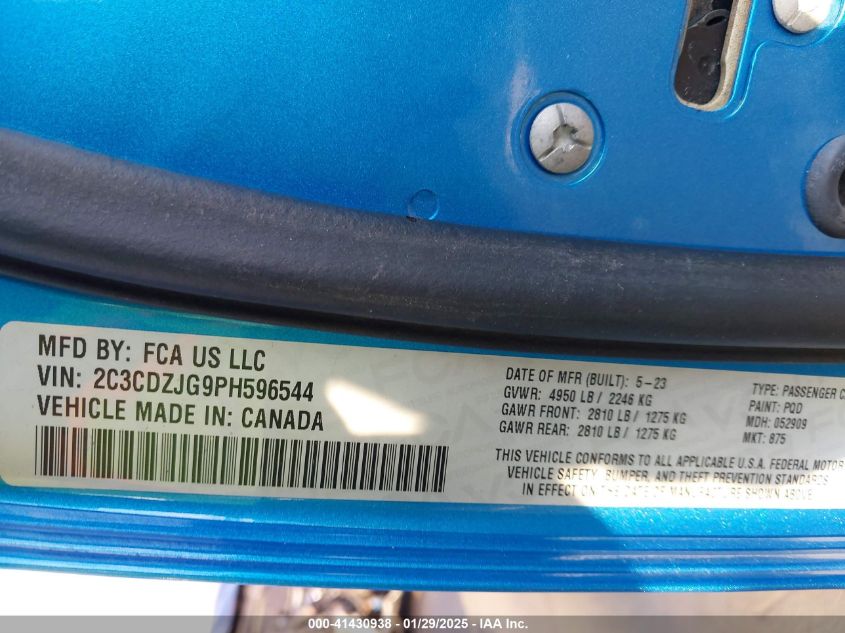 MFD BY: FCA US LLC
VIN: 2C3CDZJG9PH596544
VEHICLE MADE IN: CANADA
DATE OF MFR (BUILT): 5-23
GVWR: 4950 LB / 2246 KG
GAWR FRONT: 2810 LB / 1275 KG
GAWR REAR: 2810 LB / 1275 KG
TYPE: PASSENGER C
PAINT: PQD
MDH: 052909
MKT: 875
THIS VEHICLE CONFORMS TO ALL APPLICABLE U.S.A. FEDERAL MOTOR
VEHICLE SAFETY, BUMPER, AND THEFT PREVENTION STANDARDS
IN EFFECT ON THE DATE OF MANUFACTURE SHOWN ABOVE
000-41430938 - 01/29/2025 - IAA Inc.